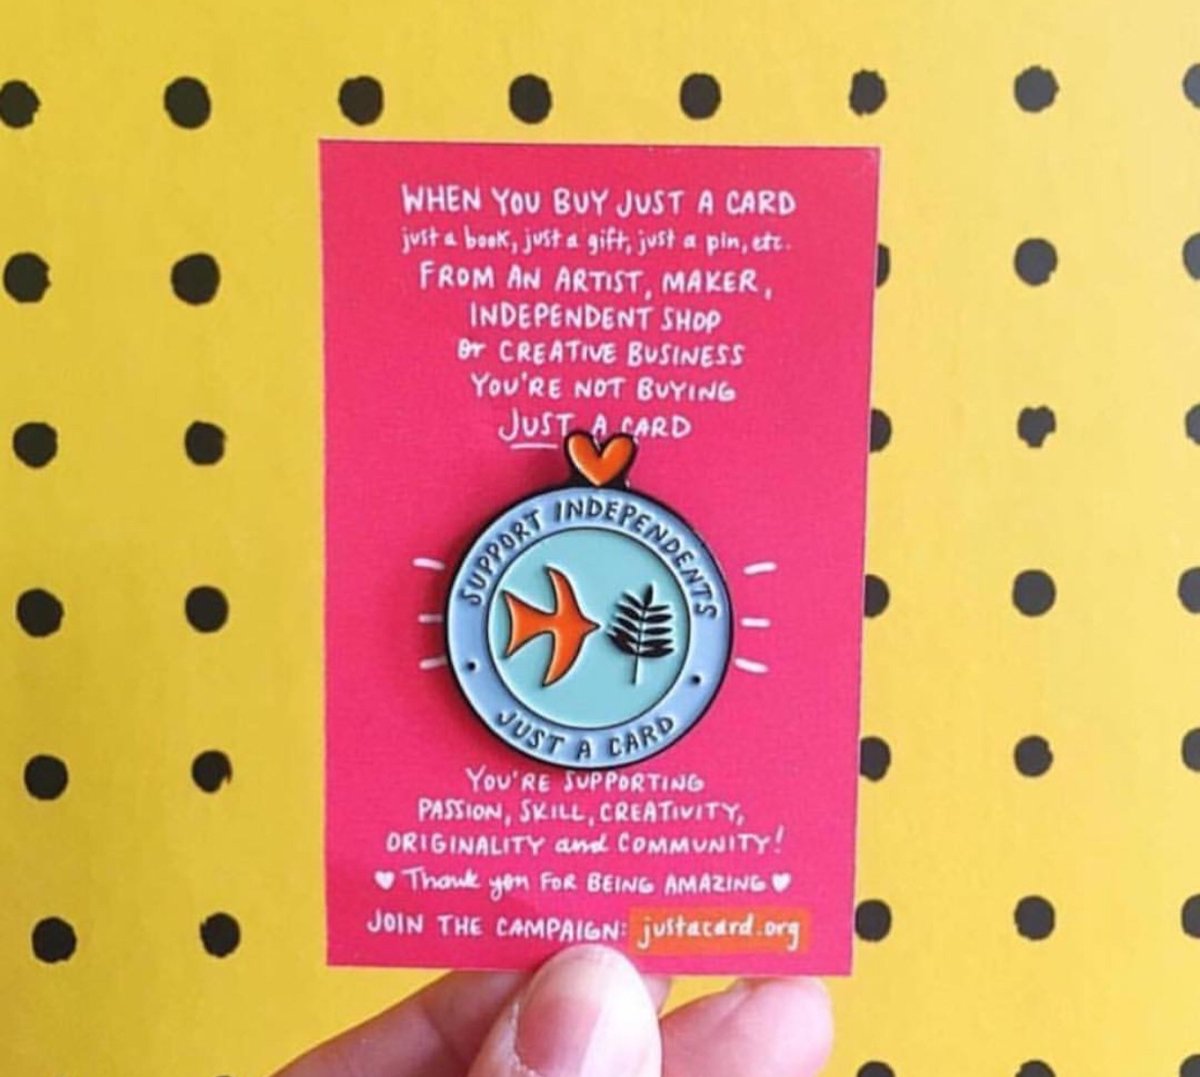 WHEN YOU BUY JUST A CARD
just a book, just a gift, just a pin, etc.
FROM AN ARTIST, MAKER,
INDEPENDENT SHOP
or CREATIVE BUSINESS
YOU'RE NOT BUYING
JUST A CARD
SUPPORT INDEPENDENTS
JUST A CARD
YOU'RE SUPPORTING
PASSION, SKILL, CREATIVITY,
ORIGINALITY and COMMUNITY!
Thank you FOR BEING AMAZING
JOIN THE CAMPAIGN: justacard.org